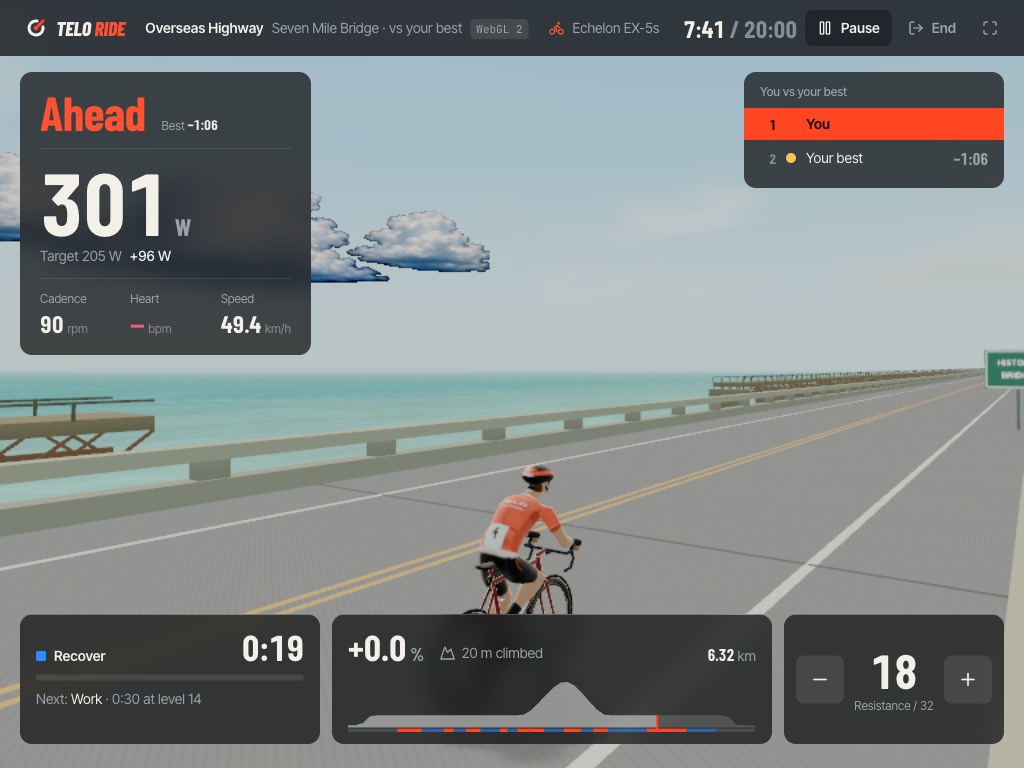 TELO RIDE Overseas Highway Seven Mile Bridge · vs your best WebGL 2 Echelon EX-5s 7:41 / 20:00 Pause End
Ahead Best −1:06
301 W
Target 205 W +96 W
Cadence Heart Speed
90 rpm – bpm 49.4 km/h
You vs your best
1 You
2 Your best −1:06
Recover 0:19
Next: Work · 0:30 at level 14
+0.0 % 20 m climbed 6.32 km
− 18 +
Resistance / 32